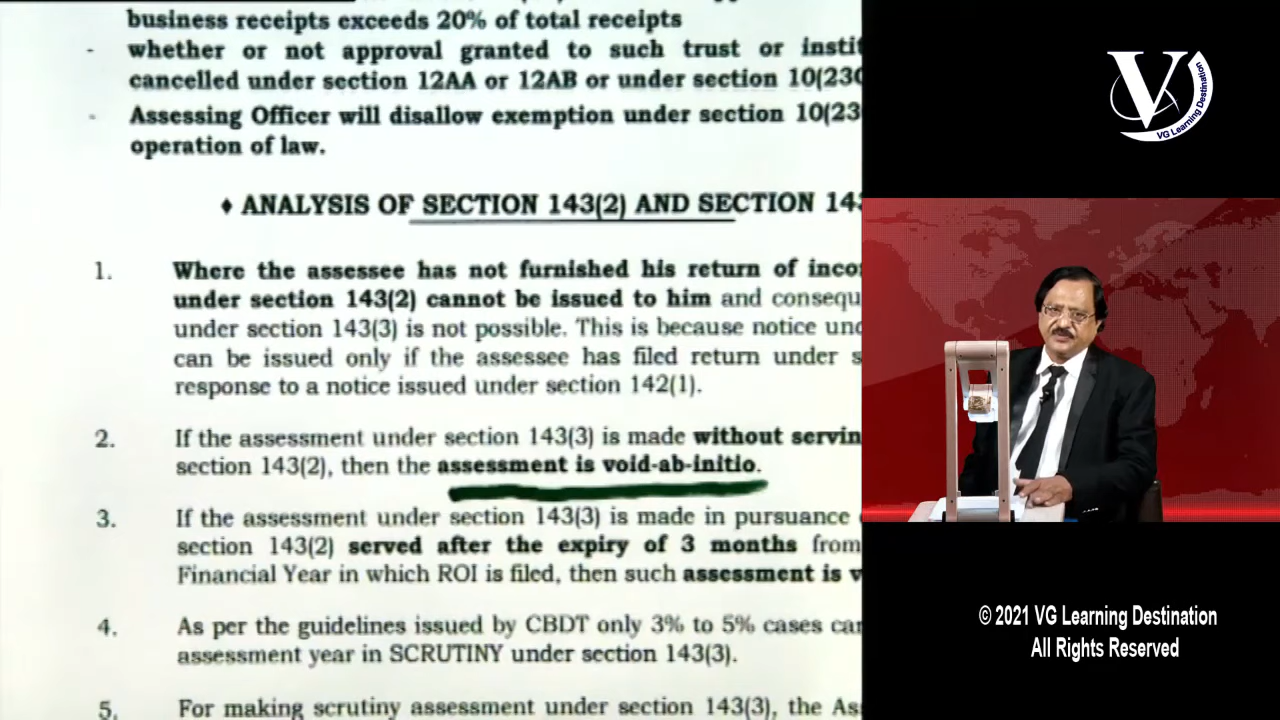 business receipts exceeds 20% of total receipts
- whether or not approval granted to such trust or instit
cancelled under section 12AA or 12AB or under section 10(23C
- Assessing Officer will disallow exemption under section 10(23
operation of law.
♦ ANALYSIS OF SECTION 143(2) AND SECTION 143
1. Where the assessee has not furnished his return of inco
under section 143(2) cannot be issued to him and consequ
under section 143(3) is not possible. This is because notice und
can be issued only if the assessee has filed return under s
response to a notice issued under section 142(1).
2. If the assessment under section 143(3) is made without servin
section 143(2), then the assessment is void-ab-initio.
3. If the assessment under section 143(3) is made in pursuance
section 143(2) served after the expiry of 3 months from
Financial Year in which ROI is filed, then such assessment is v
4. As per the guidelines issued by CBDT only 3% to 5% cases can
assessment year in SCRUTINY under section 143(3).
5. For making scrutiny assessment under section 143(3), the As
V
VG Learning Destination
© 2021 VG Learning Destination
All Rights Reserved